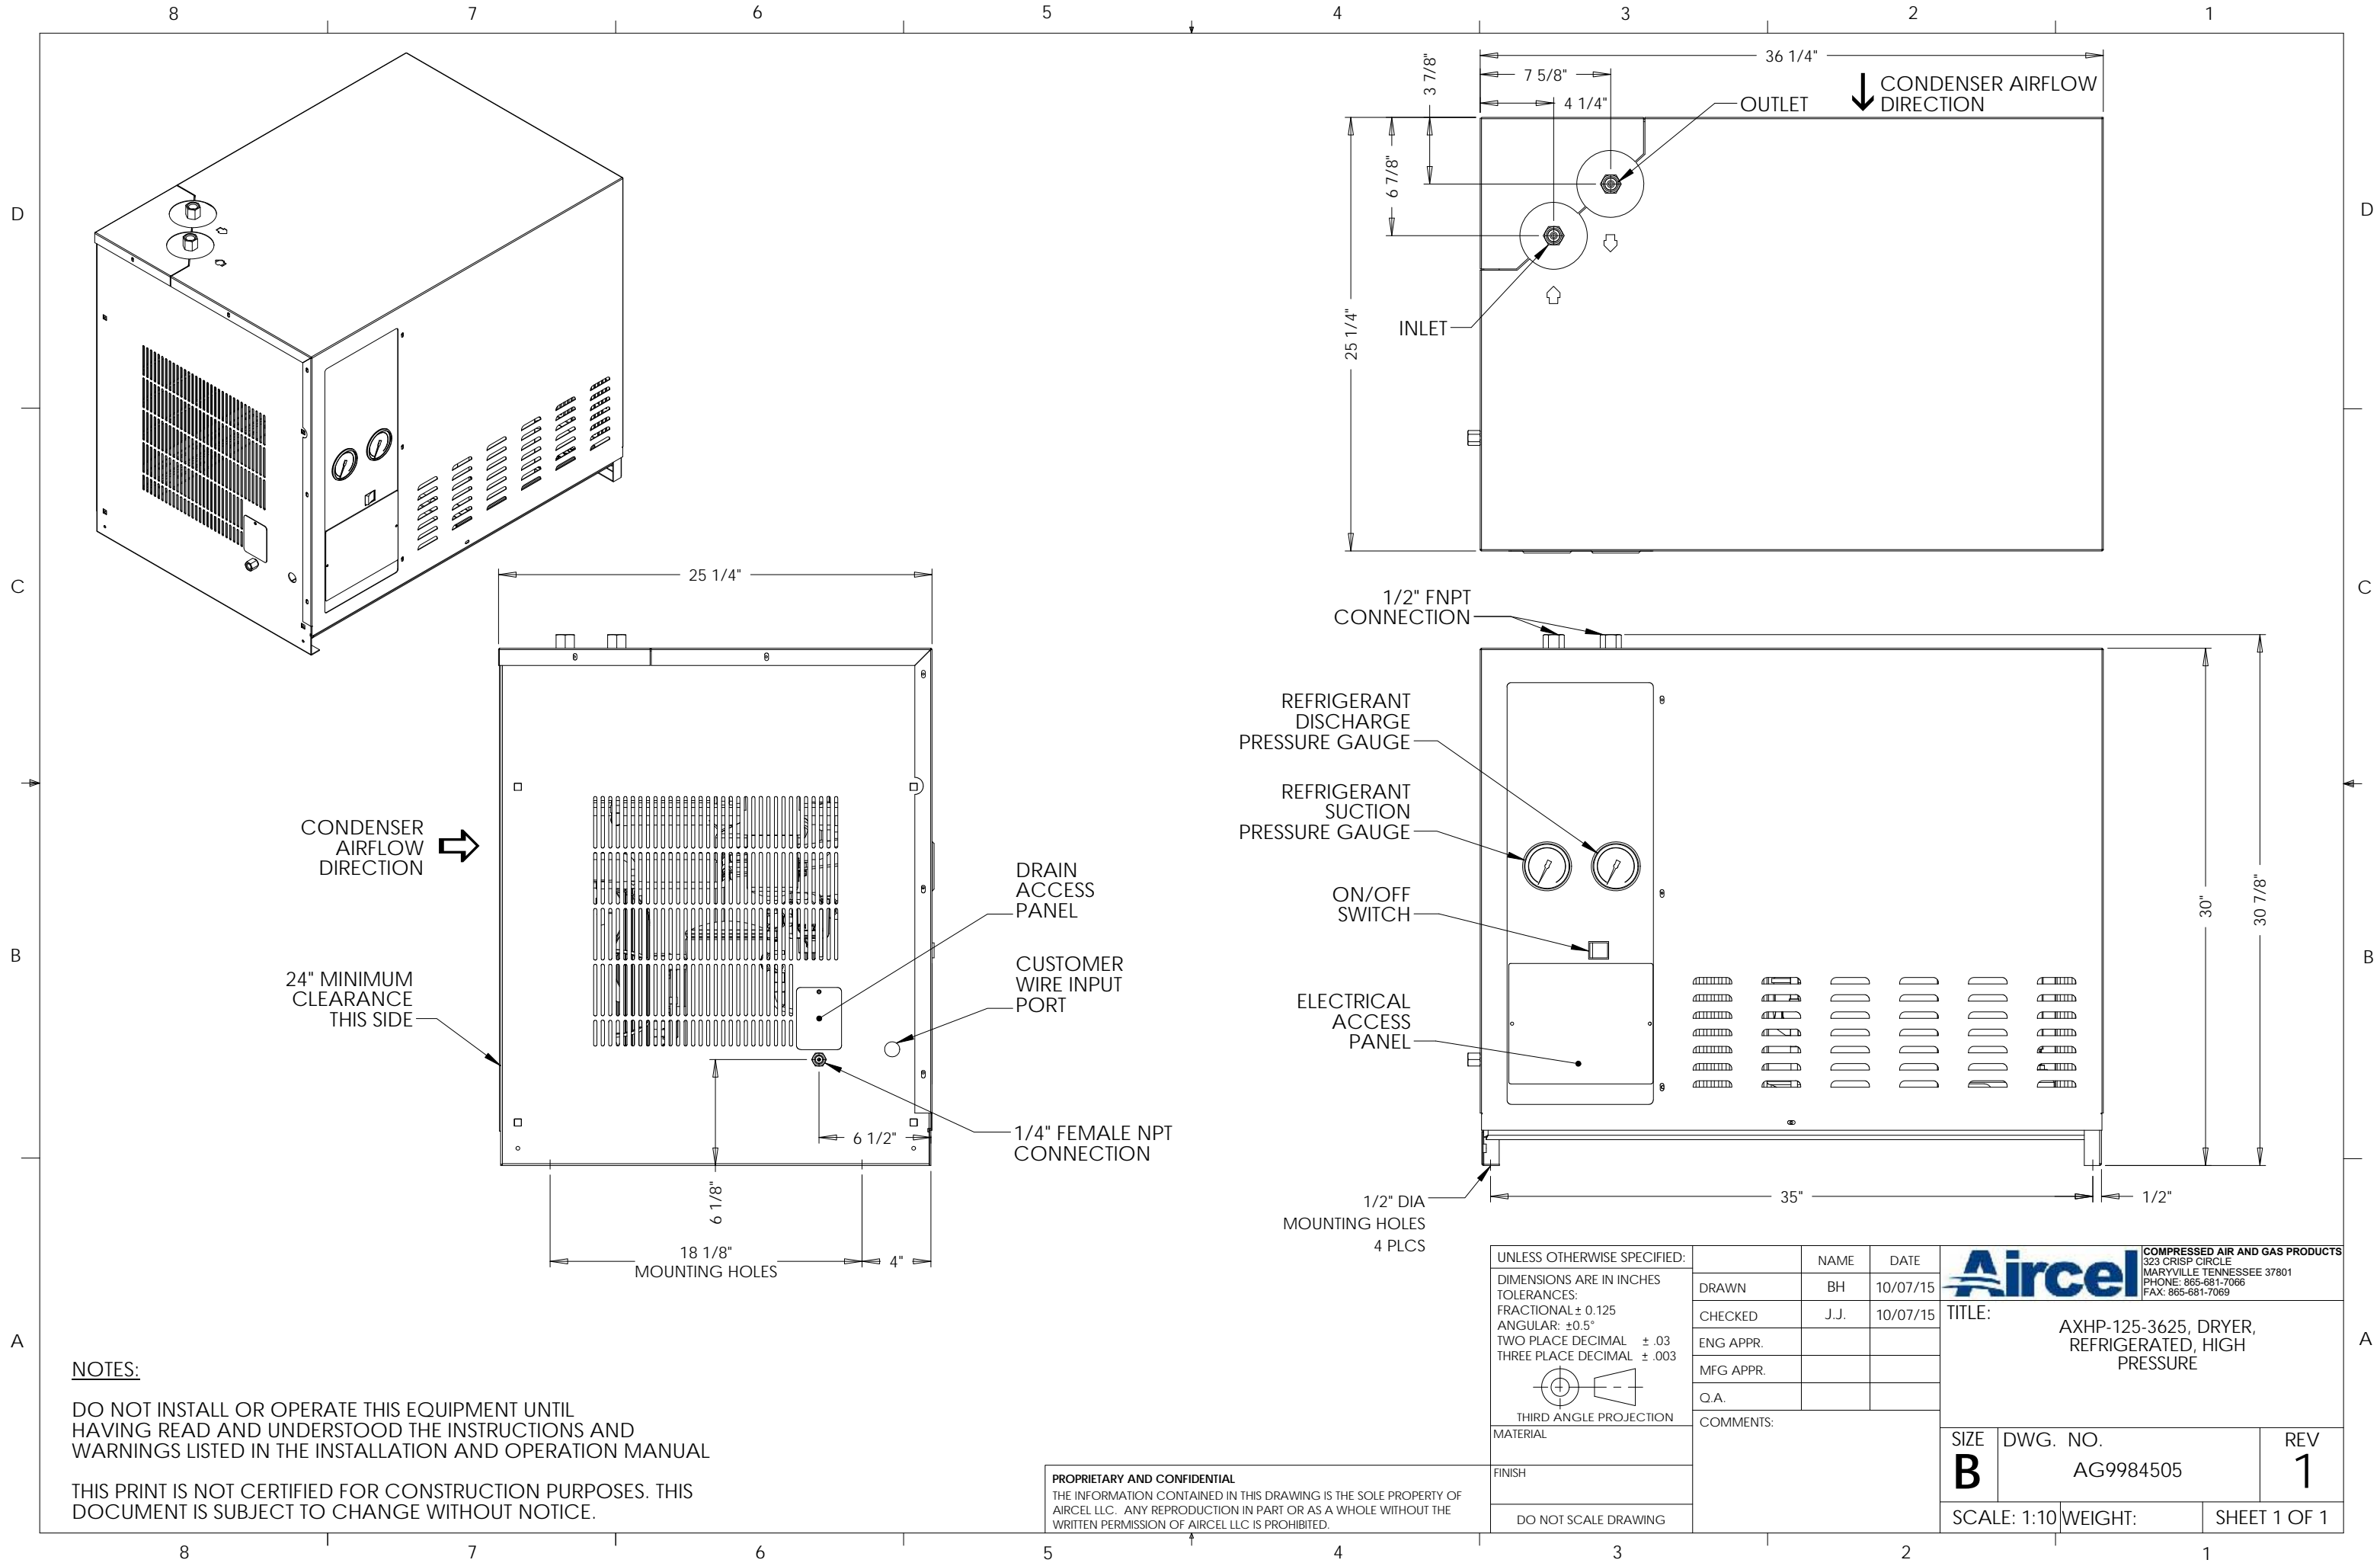 8 7 6 5 4 3 2 1
D
C
B
A
D
C
B
A
36 1/4"
7 5/8"
4 1/4"
3 7/8"
6 7/8"
25 1/4"
OUTLET
CONDENSER AIRFLOW
DIRECTION
INLET
25 1/4"
CONDENSER
AIRFLOW
DIRECTION
24" MINIMUM
CLEARANCE
THIS SIDE
DRAIN
ACCESS
PANEL
CUSTOMER
WIRE INPUT
PORT
1/4" FEMALE NPT
CONNECTION
6 1/2"
6 1/8"
18 1/8"
MOUNTING HOLES
4"
1/2" FNPT
CONNECTION
REFRIGERANT
DISCHARGE
PRESSURE GAUGE
REFRIGERANT
SUCTION
PRESSURE GAUGE
ON/OFF
SWITCH
ELECTRICAL
ACCESS
PANEL
30"
30 7/8"
1/2" DIA
MOUNTING HOLES
4 PLCS
35"
1/2"
NOTES:
DO NOT INSTALL OR OPERATE THIS EQUIPMENT UNTIL
HAVING READ AND UNDERSTOOD THE INSTRUCTIONS AND
WARNINGS LISTED IN THE INSTALLATION AND OPERATION MANUAL
THIS PRINT IS NOT CERTIFIED FOR CONSTRUCTION PURPOSES. THIS
DOCUMENT IS SUBJECT TO CHANGE WITHOUT NOTICE.
PROPRIETARY AND CONFIDENTIAL
THE INFORMATION CONTAINED IN THIS DRAWING IS THE SOLE PROPERTY OF
AIRCEL LLC. ANY REPRODUCTION IN PART OR AS A WHOLE WITHOUT THE
WRITTEN PERMISSION OF AIRCEL LLC IS PROHIBITED.
UNLESS OTHERWISE SPECIFIED:
DIMENSIONS ARE IN INCHES
TOLERANCES:
FRACTIONAL± 0.125
ANGULAR: ±0.5°
TWO PLACE DECIMAL ± .03
THREE PLACE DECIMAL ± .003
THIRD ANGLE PROJECTION
MATERIAL
FINISH
DO NOT SCALE DRAWING
NAME DATE
DRAWN BH 10/07/15
CHECKED J.J. 10/07/15
ENG APPR.
MFG APPR.
Q.A.
COMMENTS:
Aircel
COMPRESSED AIR AND GAS PRODUCTS
323 CRISP CIRCLE
MARYVILLE TENNESSEE 37801
PHONE: 865-681-7066
FAX: 865-681-7069
TITLE:
AXHP-125-3625, DRYER,
REFRIGERATED, HIGH
PRESSURE
SIZE
B
DWG. NO.
AG9984505
REV
1
SCALE: 1:10 WEIGHT: SHEET 1 OF 1
8 7 6 5 4 3 2 1